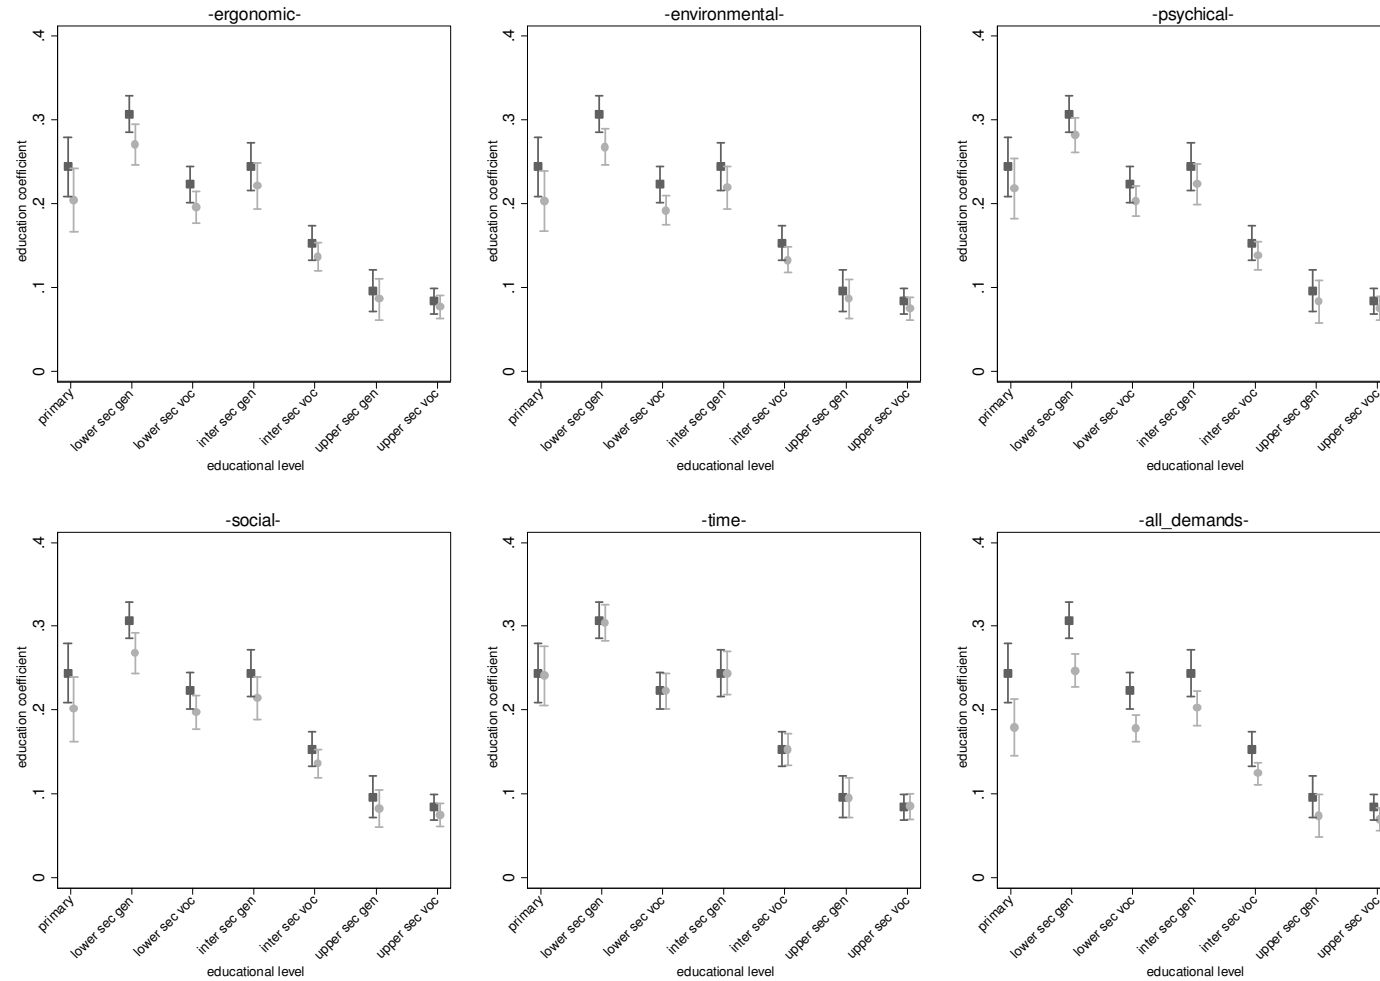 -ergonomic-
-environmental-
-psychical-
.4
.3
.2
.1
0
education coefficient
primary
lower sec gen
lower sec voc
inter sec gen
inter sec voc
upper sec gen
upper sec voc
educational level
.4
.3
.2
.1
0
education coefficient
primary
lower sec gen
lower sec voc
inter sec gen
inter sec voc
upper sec gen
upper sec voc
educational level
.4
.3
.2
.1
0
education coefficient
primary
lower sec gen
lower sec voc
inter sec gen
inter sec voc
upper sec gen
upper sec voc
educational level
-social-
-time-
-all_demands-
.4
.3
.2
.1
0
education coefficient
primary
lower sec gen
lower sec voc
inter sec gen
inter sec voc
upper sec gen
upper sec voc
educational level
.4
.3
.2
.1
0
education coefficient
primary
lower sec gen
lower sec voc
inter sec gen
inter sec voc
upper sec gen
upper sec voc
educational level
.4
.3
.2
.1
0
education coefficient
primary
lower sec gen
lower sec voc
inter sec gen
inter sec voc
upper sec gen
upper sec voc
educational level